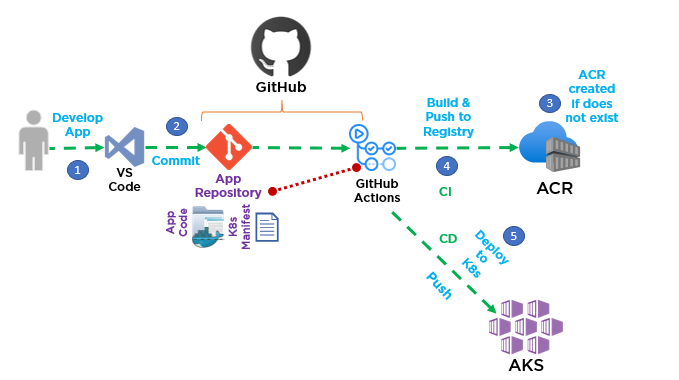 GitHub
ACR
created
if does
not exist
3
Develop
App
1
VS
Code
2
Commit
App
Repository
App
Code
K8s
Manifest
GitHub
Actions
Build &
Push to
Registry
4
CI
ACR
CD
5
Deploy
to
K8s
Push
AKS